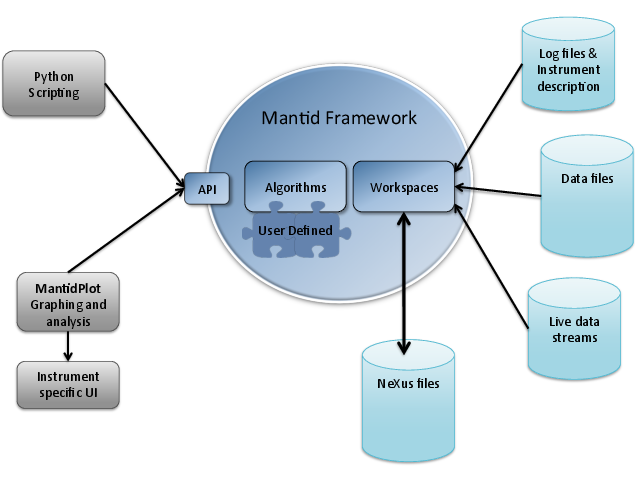 Python
Scripting
Mantid Framework
API
Algorithms
Workspaces
User Defined
Log files &
Instrument
description
Data files
Live data
streams
MantidPlot
Graphing and
analysis
Instrument
specific UI
NeXus files